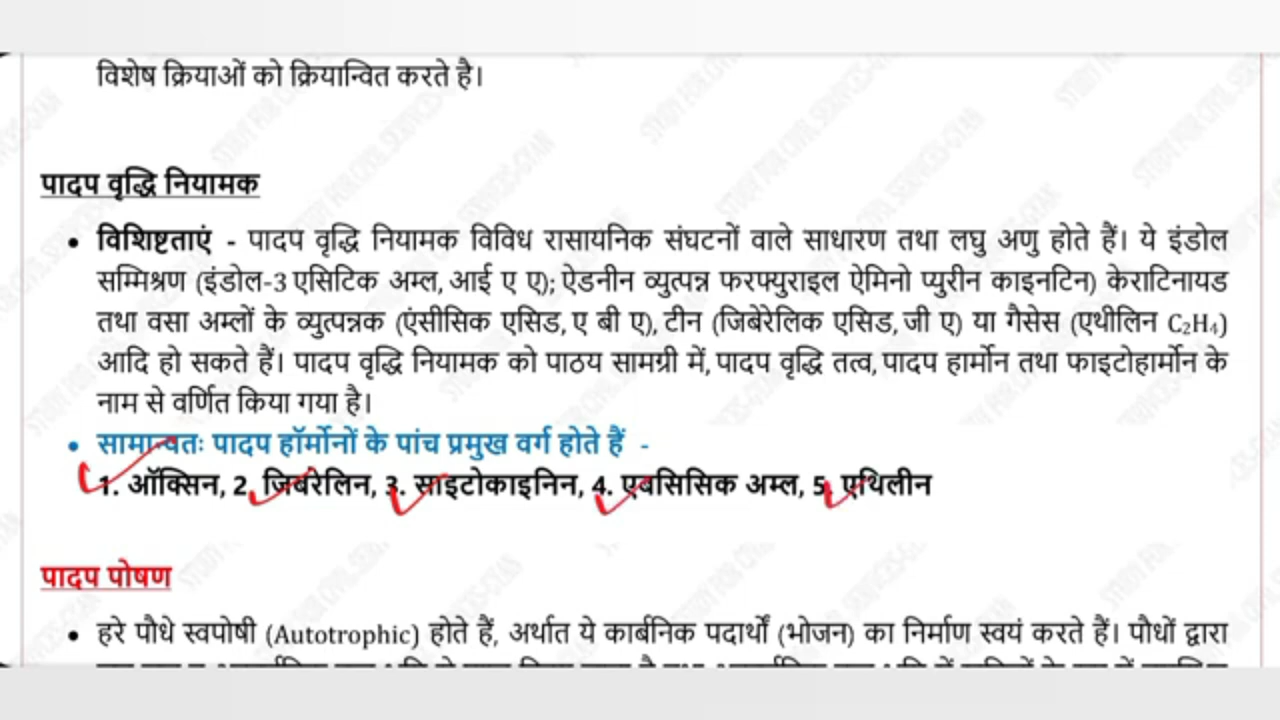 विशेष क्रियाओं को क्रियान्वित करते है।
पादप वृद्धि नियामक
• विशिष्टताएं - पादप वृद्धि नियामक विविध रासायनिक संघटनों वाले साधारण तथा लघु अणु होते हैं। ये इंडोल
सम्मिश्रण (इंडोल-3 एसिटिक अम्ल, आई ए ए); ऐडनीन व्युत्पन्न फरफ्युराइल ऐमिनो प्युरीन काइनटिन) केराटिनायड
तथा वसा अम्लों के व्युत्पन्नक (एंसीसिक एसिड, ए बी ए), टीन (जिबेरेलिक एसिड, जी ए) या गैसेस (एथीलिन C₂H₄)
आदि हो सकते हैं। पादप वृद्धि नियामक को पाठय सामग्री में, पादप वृद्धि तत्व, पादप हार्मोन तथा फाइटोहार्मोन के
नाम से वर्णित किया गया है।
• सामान्यतः पादप हॉर्मोनों के पांच प्रमुख वर्ग होते हैं -
1. ऑक्सिन, 2. जिबरेलिन, 3. साइटोकाइनिन, 4. एबसिसिक अम्ल, 5. एथिलीन
पादप पोषण
• हरे पौधे स्वपोषी (Autotrophic) होते हैं, अर्थात ये कार्बनिक पदार्थों (भोजन) का निर्माण स्वयं करते हैं। पौधों द्वारा